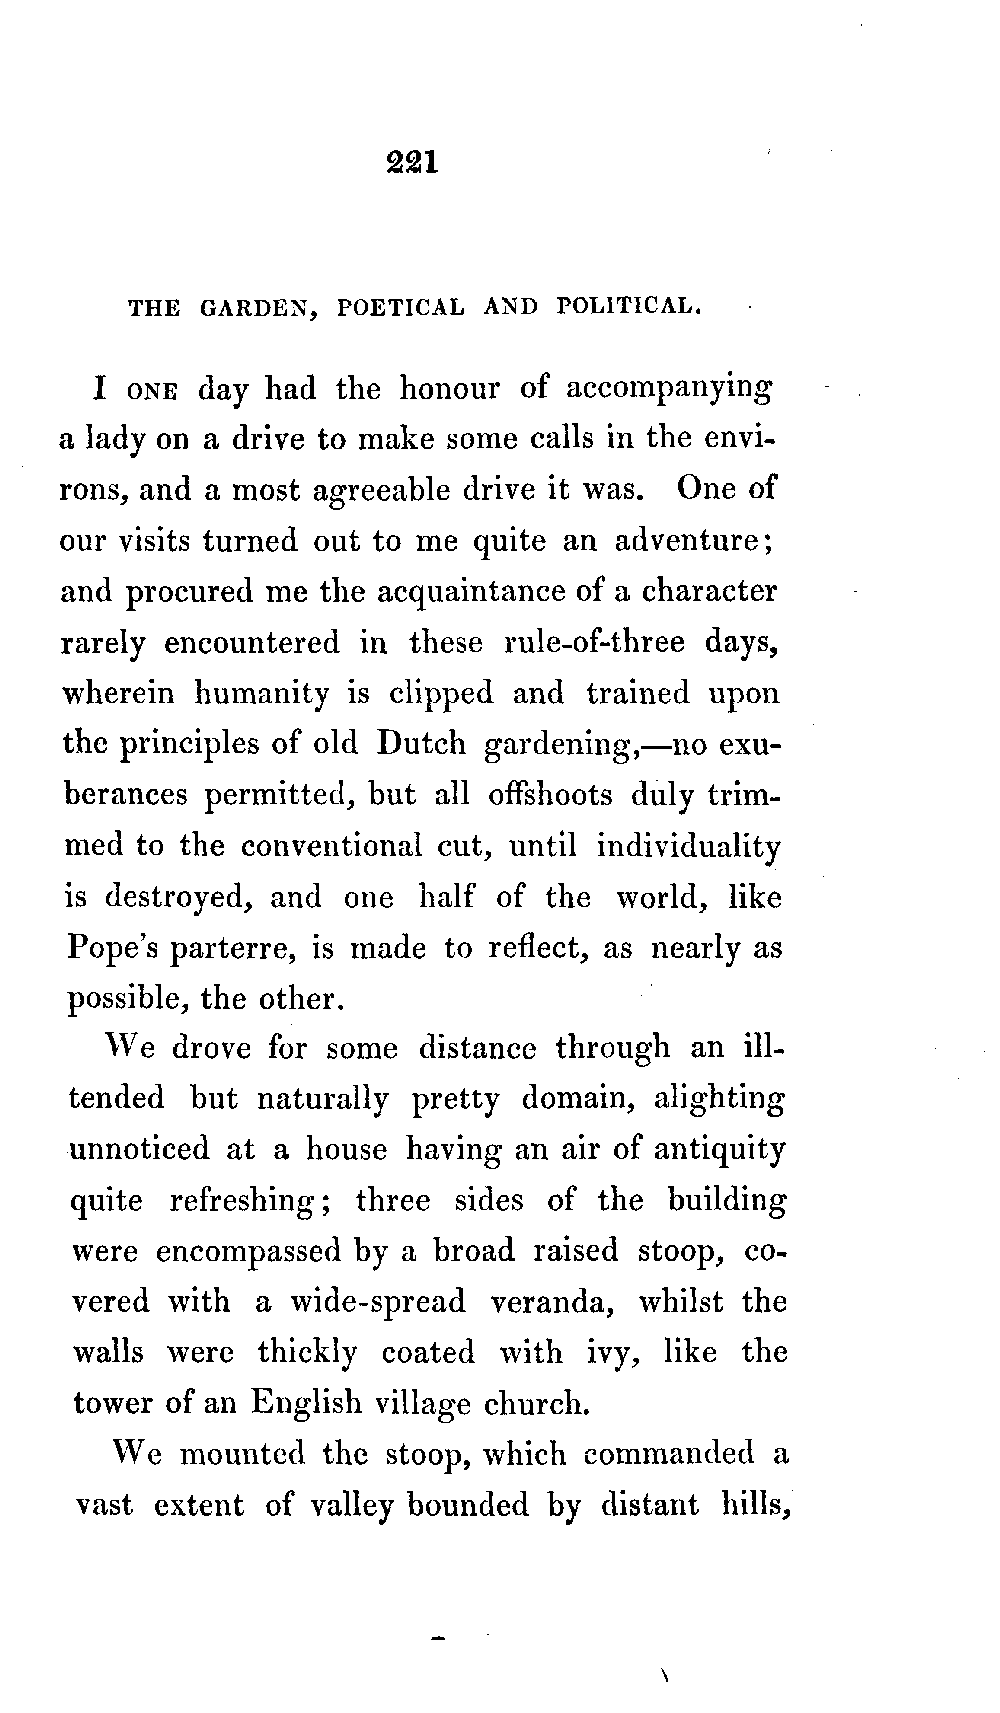 221
THE GARDEN, POETICAL AND POLITICAL.
I ONE day had the honour of accompanying
a lady on a drive to make some calls in the envi-
rons, and a most agreeable drive it was. One of
our visits turned out to me quite an adventure;
and procured me the acquaintance of a character
rarely encountered in these rule-of-three days,
wherein humanity is clipped and trained upon
the principles of old Dutch gardening,—no exu-
berances permitted, but all offshoots duly trim-
med to the conventional cut, until individuality
is destroyed, and one half of the world, like
Pope's parterre, is made to reflect, as nearly as
possible, the other.
We drove for some distance through an ill-
tended but naturally pretty domain, alighting
unnoticed at a house having an air of antiquity
quite refreshing; three sides of the building
were encompassed by a broad raised stoop, co-
vered with a wide-spread veranda, whilst the
walls were thickly coated with ivy, like the
tower of an English village church.
We mounted the stoop, which commanded a
vast extent of valley bounded by distant hills,